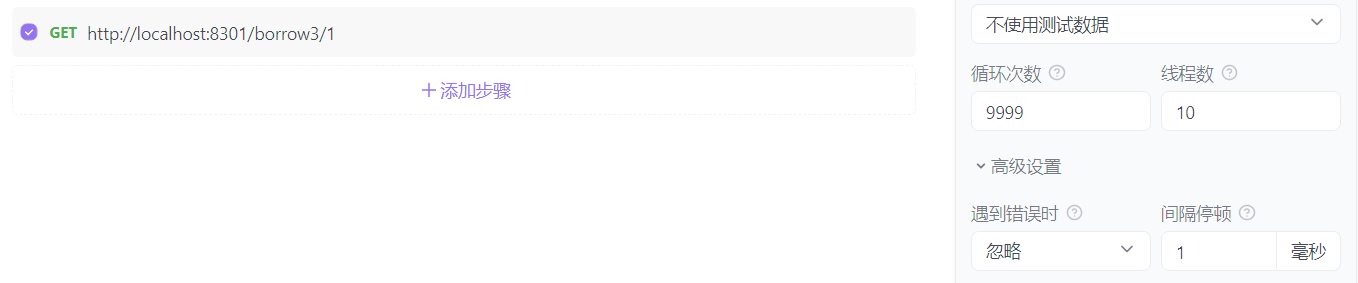 GET http://localhost:8301/borrow3/1
+ 添加步骤
不使用测试数据
循环次数 线程数
9999 10
高级设置
遇到错误时 间隔停顿
忽略 1 毫秒